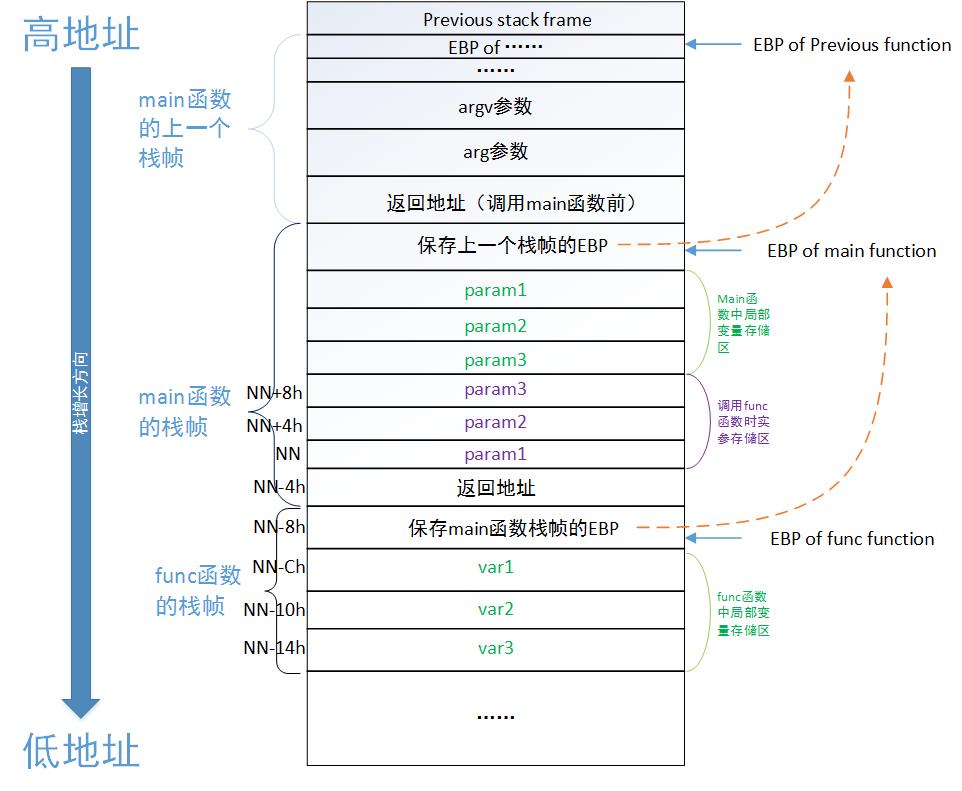 高地址
Previous stack frame
EBP of ······
EBP of Previous function
······
main函数
的上一个
栈帧
argv参数
arg参数
返回地址（调用main函数前）
保存上一个栈帧的EBP
EBP of main function
param1
param2
param3
Main函
数中局部
变量存储
区
栈增长方向
main函数
的栈帧
NN+8h
param3
NN+4h
param2
NN
param1
调用func
函数时实
参存储区
NN-4h
返回地址
NN-8h
保存main函数栈帧的EBP
EBP of func function
func函数
的栈帧
NN-Ch
var1
NN-10h
var2
NN-14h
var3
func函数
中局部变
量存储区
······
低地址